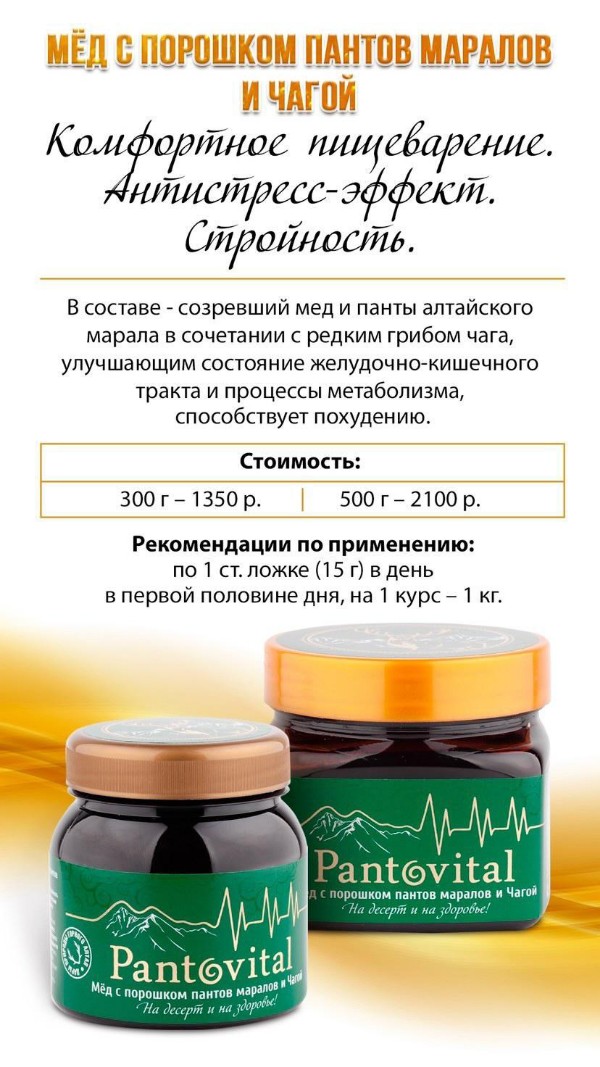 МЁД С ПОРОШКОМ ПАНТОВ МАРАЛОВ
И ЧАГОЙ
Комфортное пищеварение.
Антистресс-эффект.
Стройность.
В составе - созревший мед и панты алтайского
марала в сочетании с редким грибом чага,
улучшающим состояние желудочно-кишечного
тракта и процессы метаболизма,
способствует похудению.
Стоимость:
300 г – 1350 р. | 500 г – 2100 р.
Рекомендации по применению:
по 1 ст. ложке (15 г) в день
в первой половине дня, на 1 курс – 1 кг.
Pantovital
д с порошком пантов маралов и Чагой
На десерт и на здоровье!
Pantovital
Мёд с порошком пантов маралов и Чагой
На десерт и на здоровье!